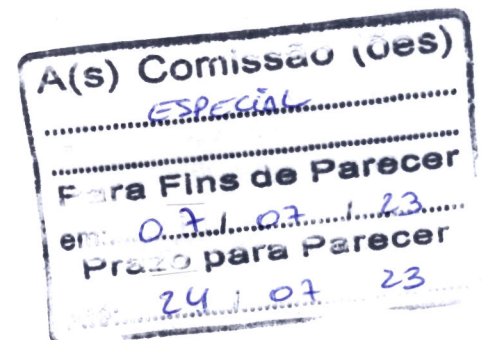 A(s) Comissão (ões)
ESPECIAL
Para Fins de Parecer
em: 07 / 07 / 23
Prazo para Parecer
24 / 07 23